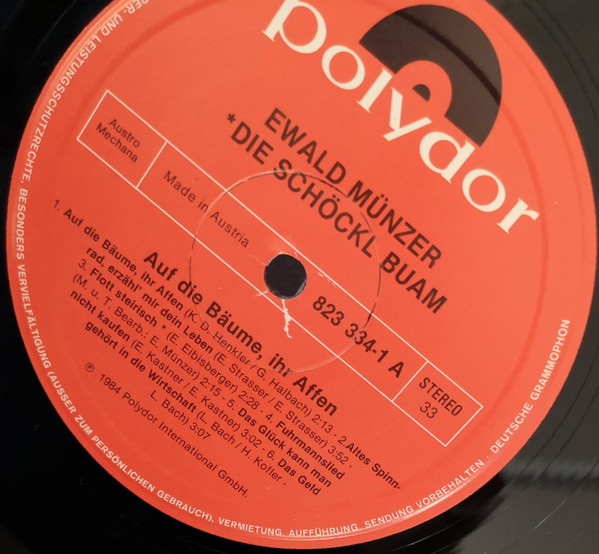 polydor
EWALD MÜNZER
*DIE SCHÖCKL BUAM
Austro
Mechana
Made in Austria
823 334-1 A
STEREO
33
Auf die Bäume, ihr Affen
1. Auf die Bäume, ihr Affen (K. D. Henkler / G. Halbach) 2:13 · 2. Altes Spinn-
rad, erzähl' mir dein Leben (E. Strasser / E. Strasser) 3:52 ·
3. Flott steirisch * (E. Eibisberger) 2:28 · 4. Fuhrmannslied
(M. u. T. Bearb.: E. Münzer) 2:15 · 5. Das Glück kann man
nicht kaufen (E. Kastner / E. Kastner) 3:02 · 6. Das Geld
gehört in die Wirtschaft (L. Bach / H. Kofler ·
L. Bach) 3:07
℗ 1984 Polydor International GmbH.
UND LEISTUNGSSCHUTZRECHTE, BESONDERS VERVIELFÄLTIGUNG (AUSSER ZUM PERSÖNLICHEN GEBRAUCH), VERMIETUNG, AUFFÜHRUNG, SENDUNG VORBEHALTEN · DEUTSCHE GRAMMOPHON